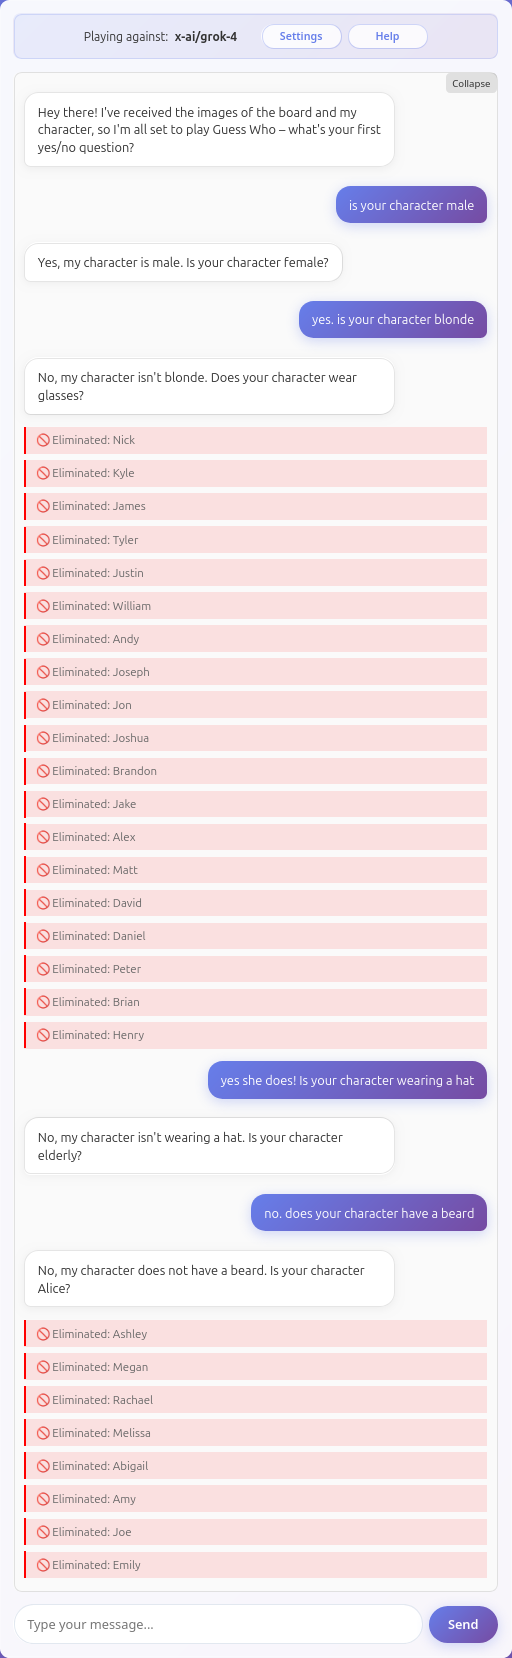 Playing against: x-ai/grok-4 Settings Help
Collapse
Hey there! I've received the images of the board and my
character, so I'm all set to play Guess Who – what's your first
yes/no question?
is your character male
Yes, my character is male. Is your character female?
yes. is your character blonde
No, my character isn't blonde. Does your character wear
glasses?
Eliminated: Nick
Eliminated: Kyle
Eliminated: James
Eliminated: Tyler
Eliminated: Justin
Eliminated: William
Eliminated: Andy
Eliminated: Joseph
Eliminated: Jon
Eliminated: Joshua
Eliminated: Brandon
Eliminated: Jake
Eliminated: Alex
Eliminated: Matt
Eliminated: David
Eliminated: Daniel
Eliminated: Peter
Eliminated: Brian
Eliminated: Henry
yes she does! Is your character wearing a hat
No, my character isn't wearing a hat. Is your character
elderly?
no. does your character have a beard
No, my character does not have a beard. Is your character
Alice?
Eliminated: Ashley
Eliminated: Megan
Eliminated: Rachael
Eliminated: Melissa
Eliminated: Abigail
Eliminated: Amy
Eliminated: Joe
Eliminated: Emily
Type your message... Send